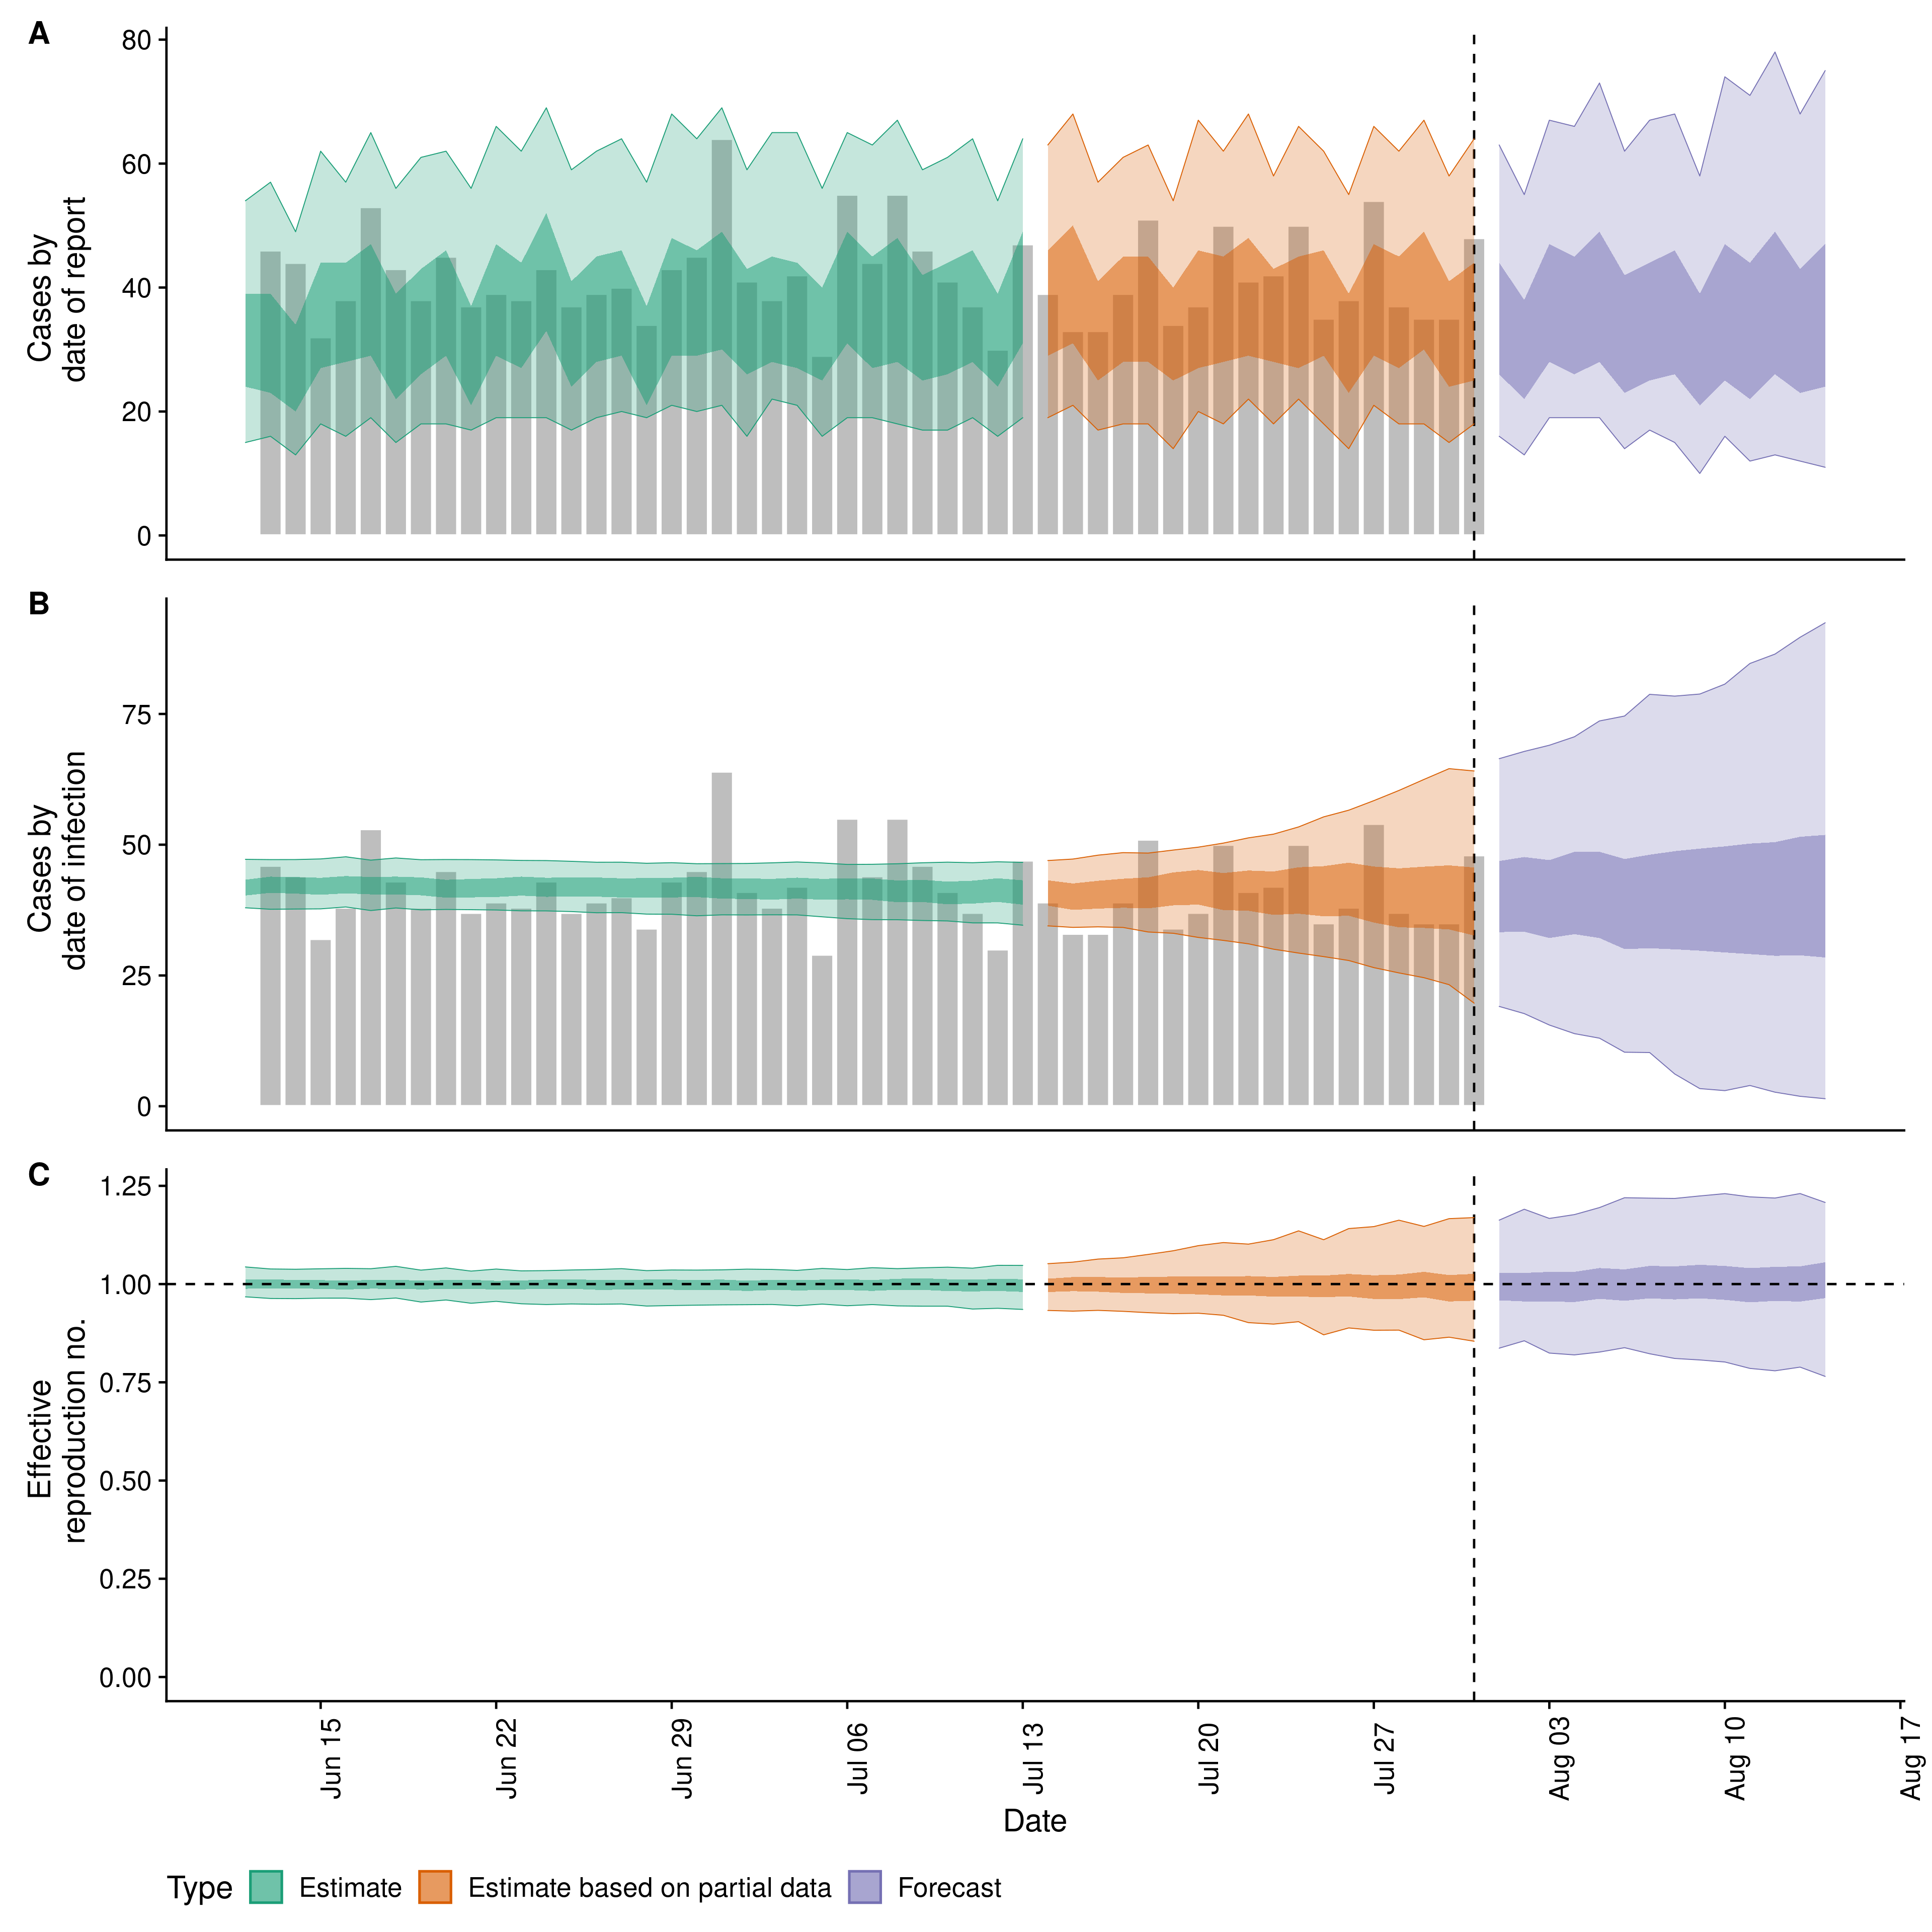 A
80
60
40
20
0
Cases by
date of report
B
75
50
25
0
Cases by
date of infection
C
1.25
1.00
0.75
0.50
0.25
0.00
Effective
reproduction no.
Jun 15
Jun 22
Jun 29
Jul 06
Jul 13
Jul 20
Jul 27
Aug 03
Aug 10
Aug 17
Date
Type Estimate Estimate based on partial data Forecast